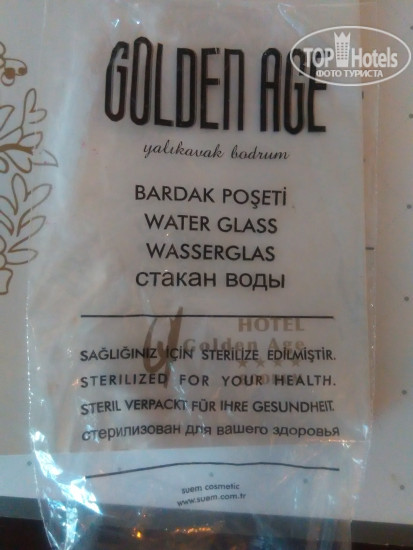 TOP Hotels
ФОТО ТУРИСТА
GOLDEN AGE
yalıkavak bodrum
BARDAK POŞETİ
WATER GLASS
WASSERGLAS
стакан воды
HOTEL
Golden Age
SAĞLIĞINIZ İÇİN STERİLİZE EDİLMİŞTİR.
STERILIZED FOR YOUR HEALTH.
STERIL VERPACKT FÜR IHRE GESUNDHEIT.
стерилизован для вашего здоровья
suem cosmetic
www.suem.com.tr